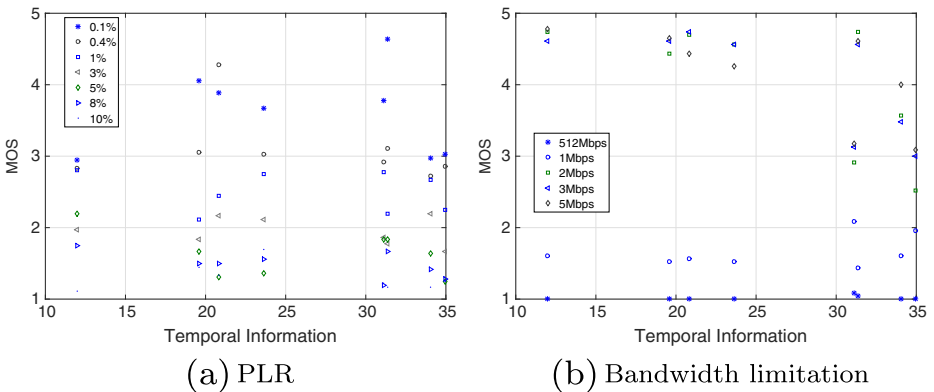 5
4
3
2
1
MOS
0.1%
0.4%
1%
3%
5%
8%
10%
10 15 20 25 30 35
Temporal Information
(a) PLR
5
4
3
2
1
MOS
512Mbps
1Mbps
2Mbps
3Mbps
5Mbps
10 15 20 25 30 35
Temporal Information
(b) Bandwidth limitation